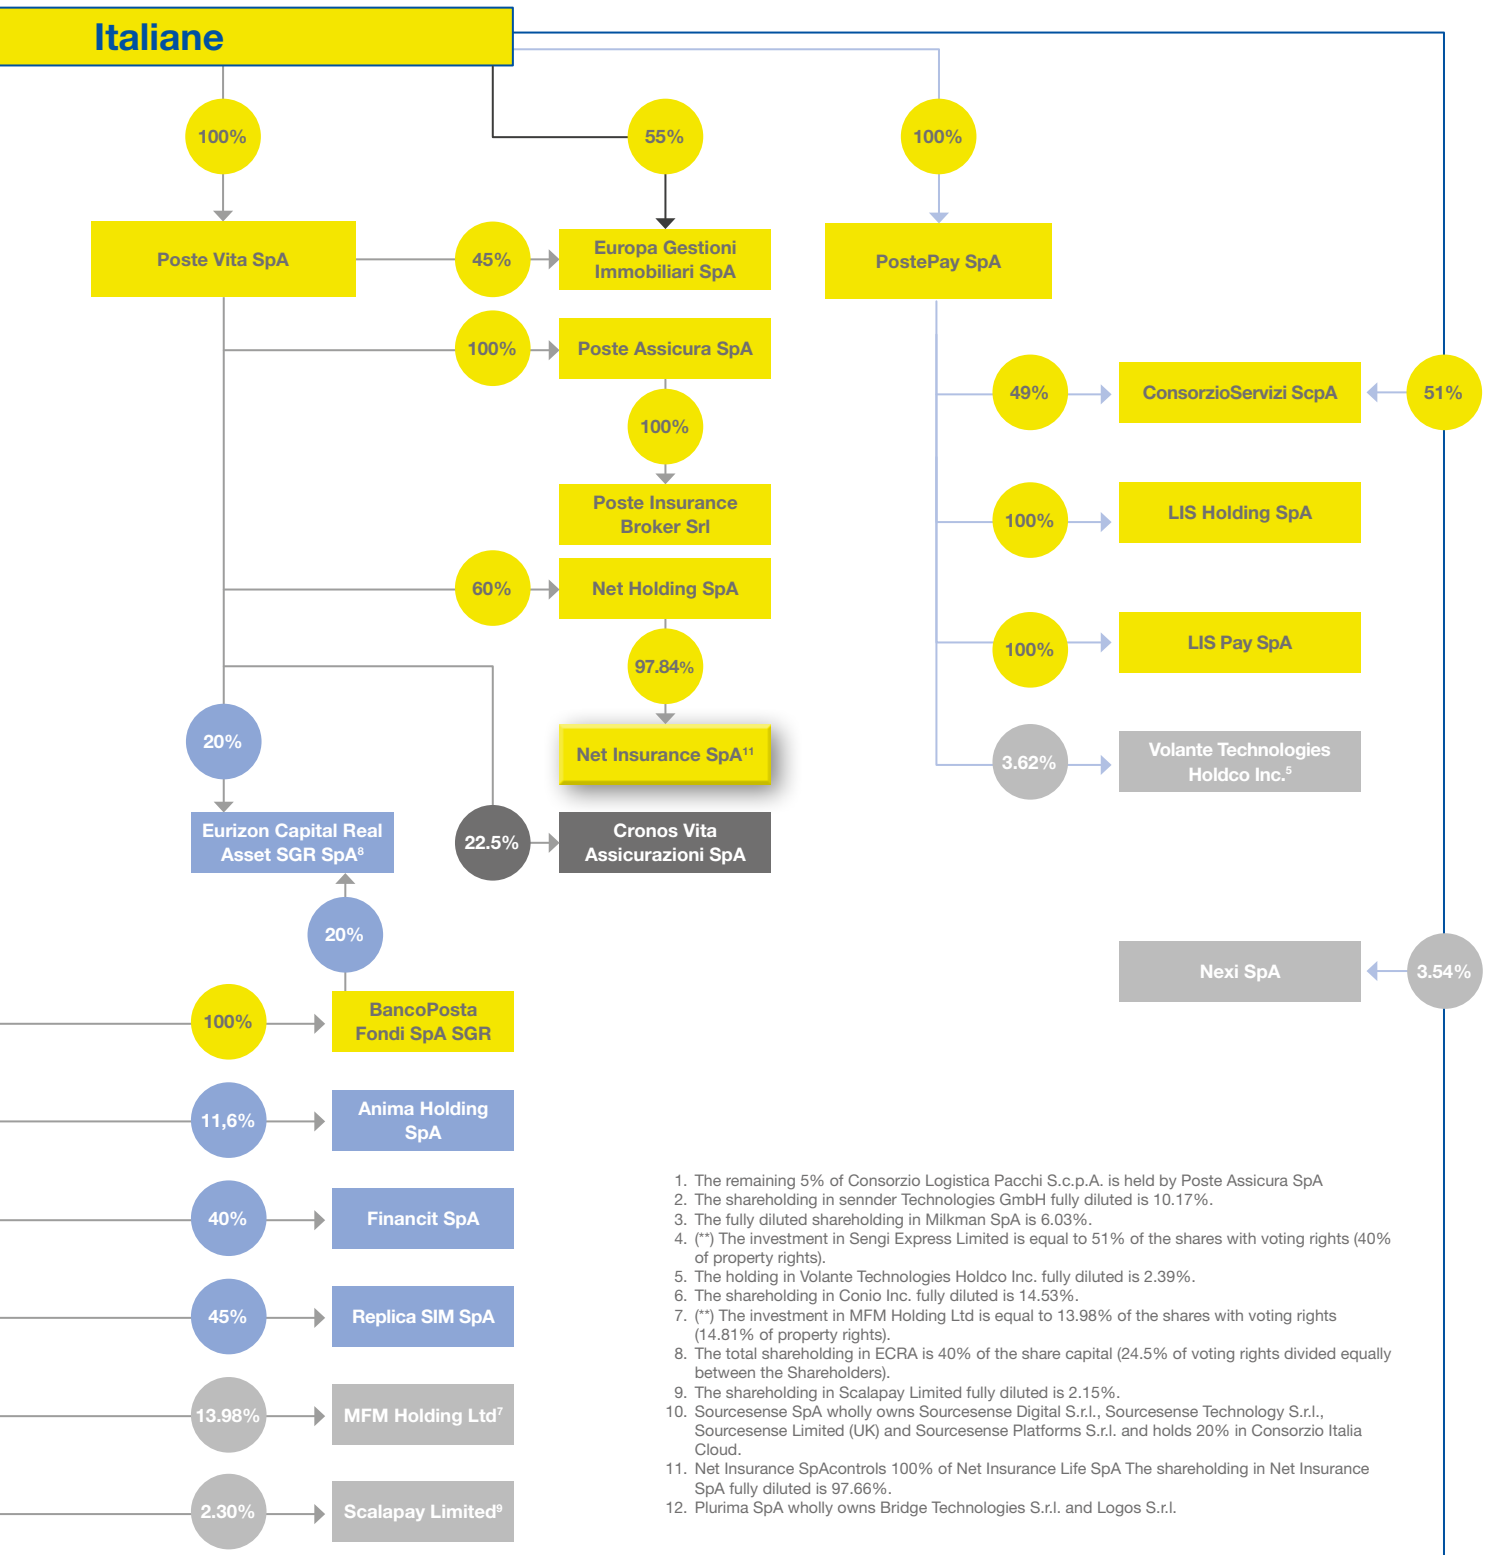 Italiane
100%
55%
100%
Poste Vita SpA
45%
Europa Gestioni
Immobiliari SpA
PostePay SpA
100%
Poste Assicura SpA
49%
ConsorzioServizi ScpA
51%
100%
Poste Insurance
Broker Srl
100%
LIS Holding SpA
60%
Net Holding SpA
100%
LIS Pay SpA
97.84%
20%
Net Insurance SpA11
3.62%
Volante Technologies
Holdco Inc.5
Eurizon Capital Real
Asset SGR SpA8
22.5%
Cronos Vita
Assicurazioni SpA
20%
Nexi SpA
3.54%
100%
BancoPosta
Fondi SpA SGR
11,6%
Anima Holding
SpA
40%
Financit SpA
45%
Replica SIM SpA
13.98%
MFM Holding Ltd7
2.30%
Scalapay Limited9
1. The remaining 5% of Consorzio Logistica Pacchi S.c.p.A. is held by Poste Assicura SpA
2. The shareholding in sennder Technologies GmbH fully diluted is 10.17%.
3. The fully diluted shareholding in Milkman SpA is 6.03%.
4. (**) The investment in Sengi Express Limited is equal to 51% of the shares with voting rights (40%
of property rights).
5. The holding in Volante Technologies Holdco Inc. fully diluted is 2.39%.
6. The shareholding in Conio Inc. fully diluted is 14.53%.
7. (**) The investment in MFM Holding Ltd is equal to 13.98% of the shares with voting rights
(14.81% of property rights).
8. The total shareholding in ECRA is 40% of the share capital (24.5% of voting rights divided equally
between the Shareholders).
9. The shareholding in Scalapay Limited fully diluted is 2.15%.
10. Sourcesense SpA wholly owns Sourcesense Digital S.r.l., Sourcesense Technology S.r.l.,
Sourcesense Limited (UK) and Sourcesense Platforms S.r.l. and holds 20% in Consorzio Italia
Cloud.
11. Net Insurance SpAcontrols 100% of Net Insurance Life SpA The shareholding in Net Insurance
SpA fully diluted is 97.66%.
12. Plurima SpA wholly owns Bridge Technologies S.r.l. and Logos S.r.l.